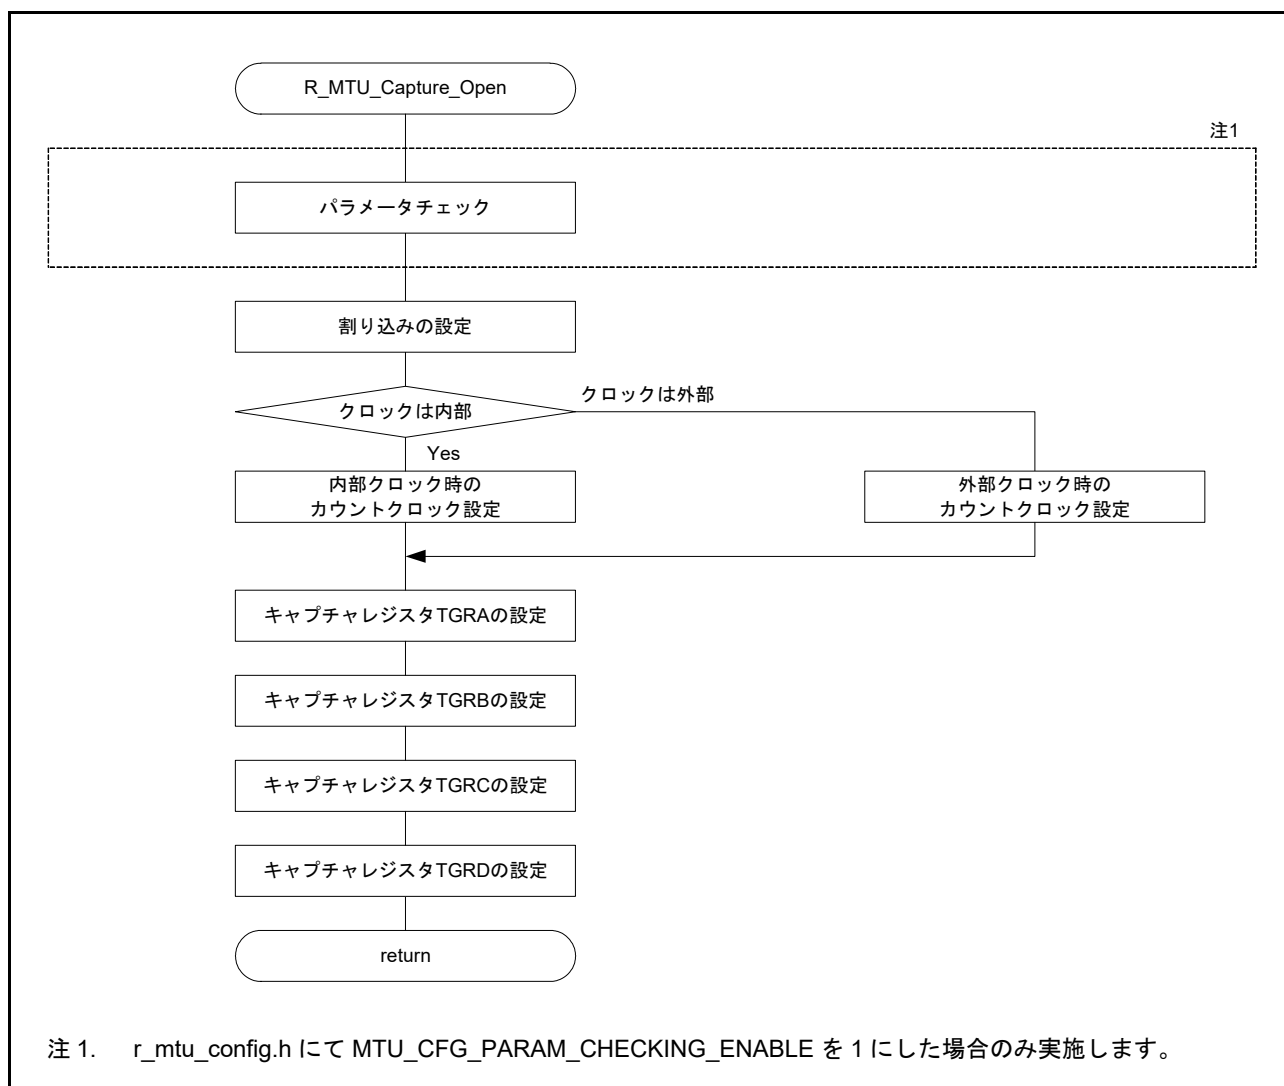 R_MTU_Capture_Open
注1
パラメータチェック
割り込みの設定
クロックは外部
クロックは内部
Yes
内部クロック時の
カウントクロック設定
外部クロック時の
カウントクロック設定
キャプチャレジスタTGRAの設定
キャプチャレジスタTGRBの設定
キャプチャレジスタTGRCの設定
キャプチャレジスタTGRDの設定
return
注 1. r_mtu_config.h にて MTU_CFG_PARAM_CHECKING_ENABLE を 1 にした場合のみ実施します。